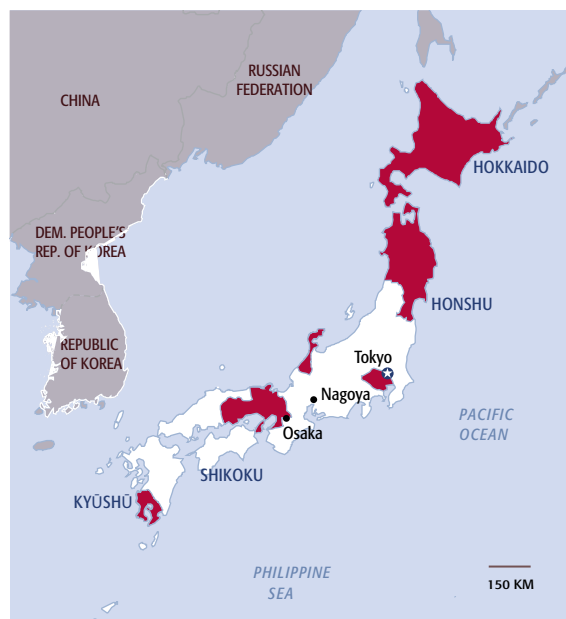 RUSSIAN
FEDERATION
CHINA
HOKKAIDO
DEM. PEOPLE'S
REP. OF KOREA
HONSHU
REPUBLIC
OF KOREA
Tokyo
Nagoya
PACIFIC
OCEAN
Osaka
SHIKOKU
KYŪSHŪ
PHILIPPINE
SEA
150 KM